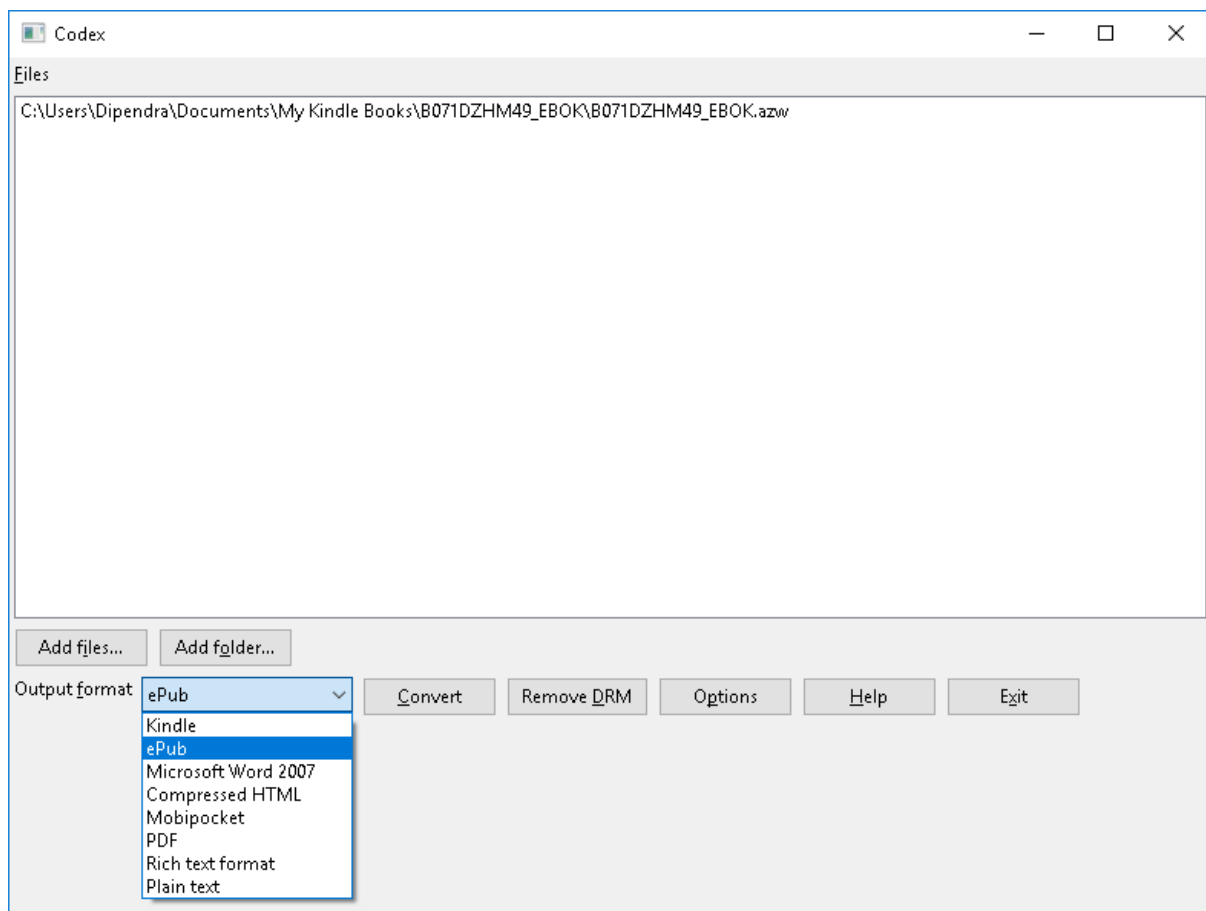 Codex
Files
C:\Users\Dipendra\Documents\My Kindle Books\B071DZHM49_EBOK\B071DZHM49_EBOK.azw
Add files... Add folder...
Output format ePub Convert Remove DRM Options Help Exit
Kindle
ePub
Microsoft Word 2007
Compressed HTML
Mobipocket
PDF
Rich text format
Plain text